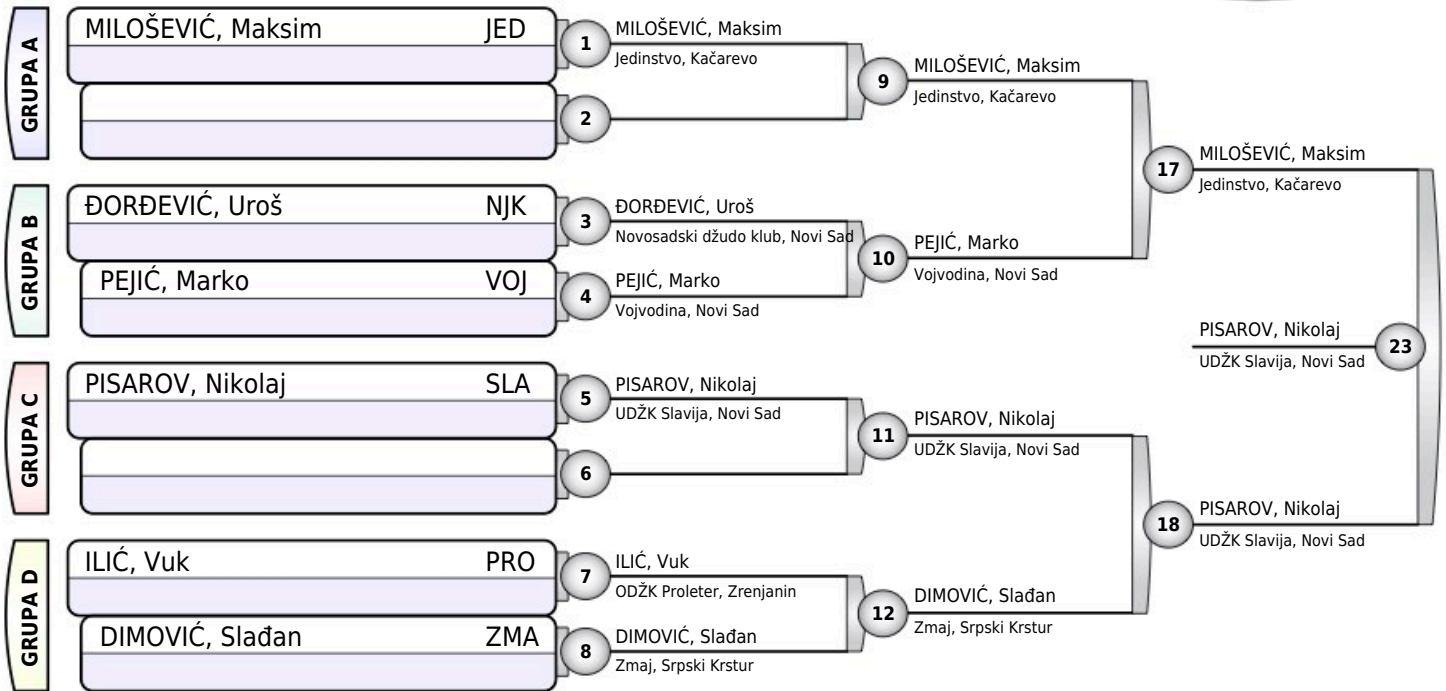 GRUPA A
MILOŠEVIĆ, Maksim JED
1
MILOŠEVIĆ, Maksim
Jedinstvo, Kačarevo
2
9
MILOŠEVIĆ, Maksim
Jedinstvo, Kačarevo
GRUPA B
ĐORĐEVIĆ, Uroš NJK
3
ĐORĐEVIĆ, Uroš
Novosadski džudo klub, Novi Sad
PEJIĆ, Marko VOJ
4
PEJIĆ, Marko
Vojvodina, Novi Sad
10
PEJIĆ, Marko
Vojvodina, Novi Sad
17
MILOŠEVIĆ, Maksim
Jedinstvo, Kačarevo
GRUPA C
PISAROV, Nikolaj SLA
5
PISAROV, Nikolaj
UDŽK Slavija, Novi Sad
6
11
PISAROV, Nikolaj
UDŽK Slavija, Novi Sad
GRUPA D
ILIĆ, Vuk PRO
7
ILIĆ, Vuk
ODŽK Proleter, Zrenjanin
DIMOVIĆ, Slađan ZMA
8
DIMOVIĆ, Slađan
Zmaj, Srpski Krstur
12
DIMOVIĆ, Slađan
Zmaj, Srpski Krstur
18
PISAROV, Nikolaj
UDŽK Slavija, Novi Sad
PISAROV, Nikolaj
UDŽK Slavija, Novi Sad
23